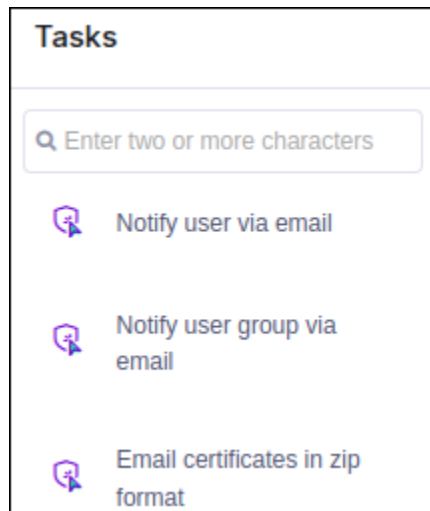 Tasks
Enter two or more characters
Notify user via email
Notify user group via
email
Email certificates in zip
format